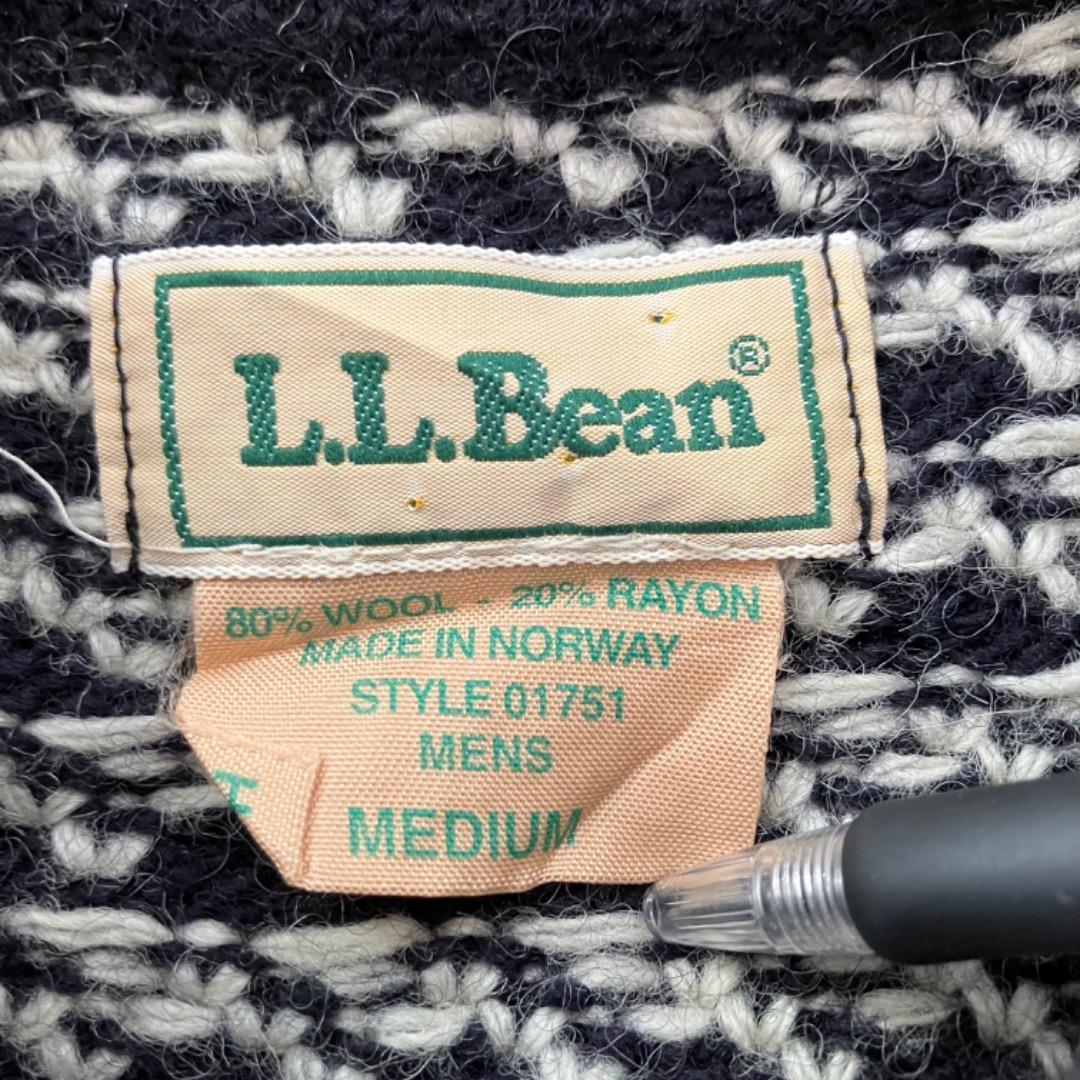 L.L.Bean®
80% WOOL - 20% RAYON
MADE IN NORWAY
STYLE 01751
MENS
MEDIUM